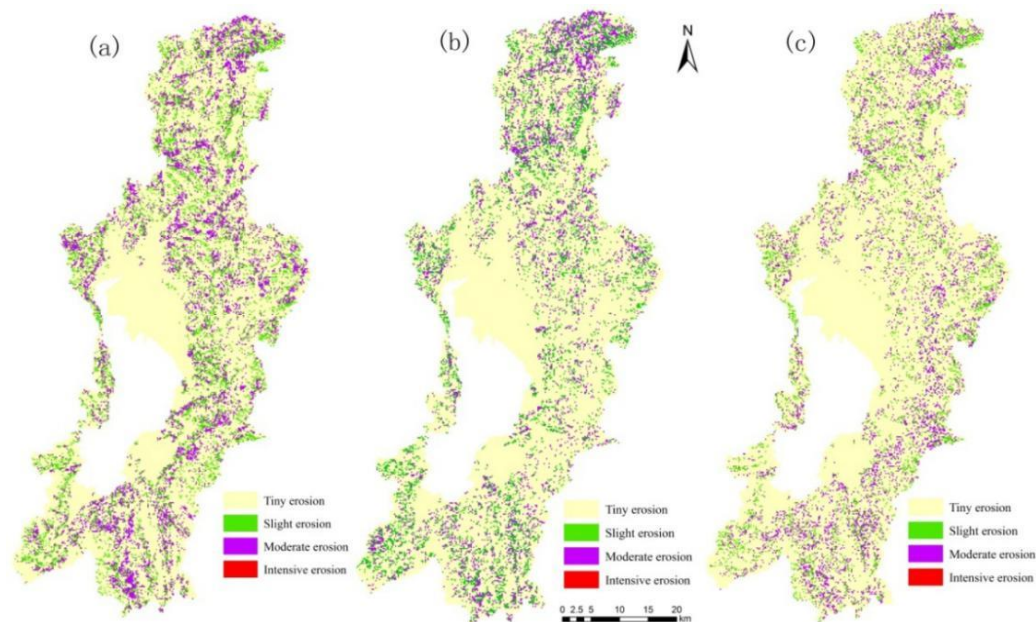 (a)
(b)
(c)
N
Tiny erosion
Slight erosion
Moderate erosion
Intensive erosion
Tiny erosion
Slight erosion
Moderate erosion
Intensive erosion
Tiny erosion
Slight erosion
Moderate erosion
Intensive erosion
0 2.5 5 10 15 20
km